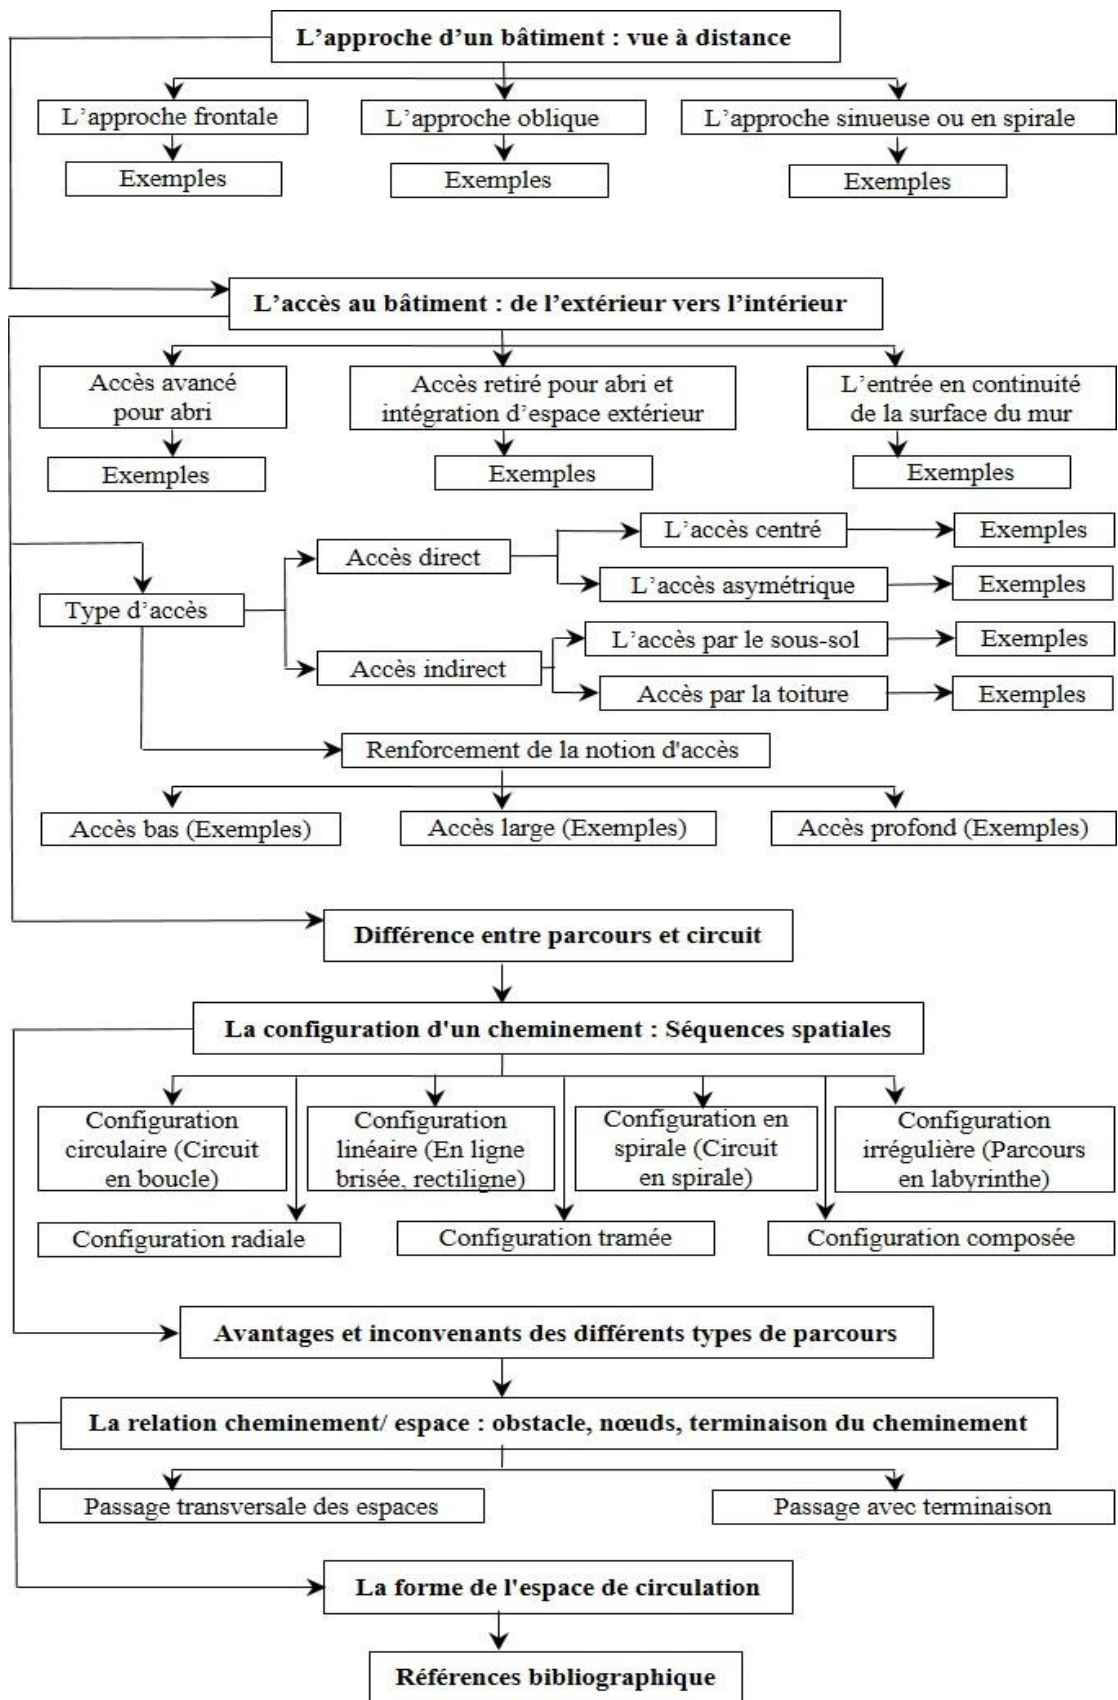 L’approche d’un bâtiment : vue à distance
L’approche frontale
L’approche oblique
L’approche sinueuse ou en spirale
Exemples
Exemples
Exemples
L’accès au bâtiment : de l’extérieur vers l’intérieur
Accès avancé
pour abri
Accès retiré pour abri et
intégration d’espace extérieur
L’entrée en continuité
de la surface du mur
Exemples
Exemples
Exemples
Type d’accès
Accès direct
L’accès centré
Exemples
L’accès asymétrique
Exemples
Accès indirect
L’accès par le sous-sol
Exemples
Accès par la toiture
Exemples
Renforcement de la notion d'accès
Accès bas (Exemples)
Accès large (Exemples)
Accès profond (Exemples)
Différence entre parcours et circuit
La configuration d'un cheminement : Séquences spatiales
Configuration
circulaire (Circuit
en boucle)
Configuration
linéaire (En ligne
brisée, rectiligne)
Configuration en
spirale (Circuit
en spirale)
Configuration
irrégulière (Parcours
en labyrinthe)
Configuration radiale
Configuration tramée
Configuration composée
Avantages et inconvenants des différents types de parcours
La relation cheminement/ espace : obstacle, nœuds, terminaison du cheminement
Passage transversale des espaces
Passage avec terminaison
La forme de l'espace de circulation
Références bibliographique